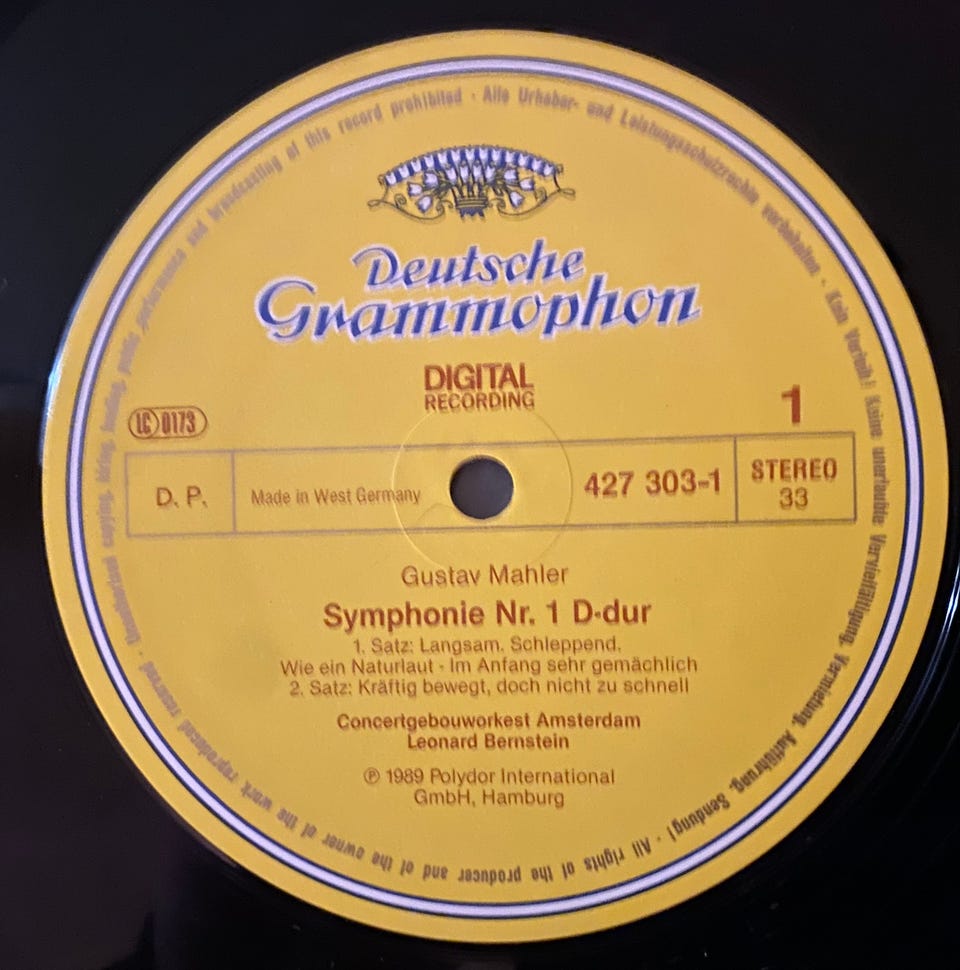 Deutsche
Grammophon
DIGITAL
RECORDING
LC 0173
1
D. P.
Made in West Germany
427 303-1
STEREO
33
Gustav Mahler
Symphonie Nr. 1 D-dur
1. Satz: Langsam. Schleppend.
Wie ein Naturlaut · Im Anfang sehr gemächlich
2. Satz: Kräftig bewegt, doch nicht zu schnell
Concertgebouworkest Amsterdam
Leonard Bernstein
℗ 1989 Polydor International
GmbH, Hamburg
Alle Urheber- und Leistungsschutzrechte vorbehalten · Kein Verleih! Keine unerlaubte Vervielfältigung, Vermietung, Aufführung, Sendung! · All rights of the producer and of the owner of the work reproduced reserved · Unauthorized copying, hiring, lending, public performance and broadcasting of this record prohibited ·